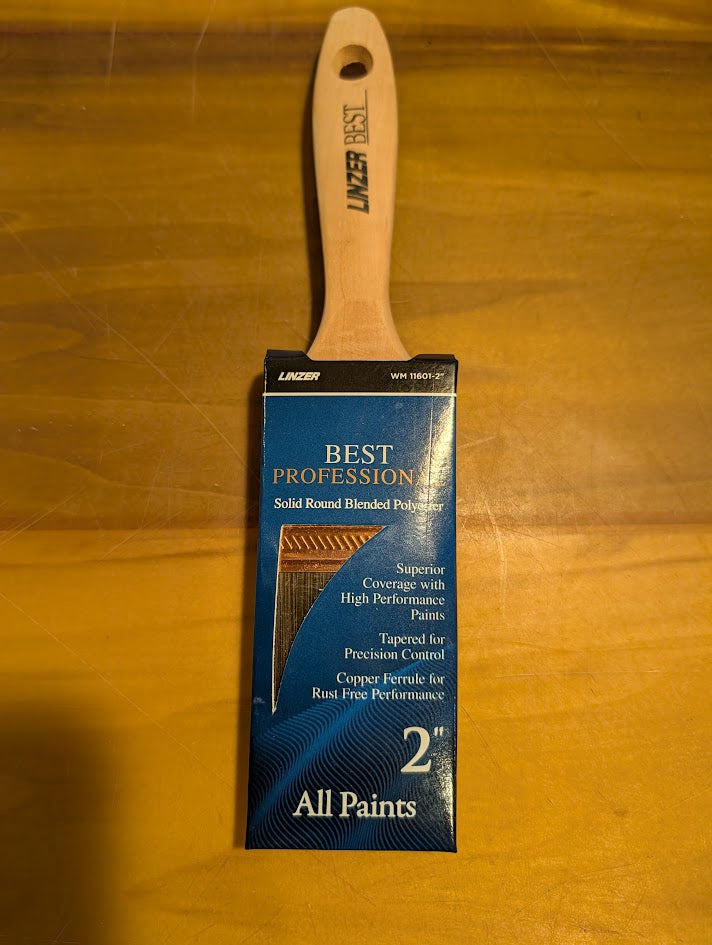 LINZER BEST
LINZER
WM 11601-2"
BEST
PROFESSIONAL
Solid Round Blended Polyester
Superior
Coverage with
High Performance
Paints
Tapered for
Precision Control
Copper Ferrule for
Rust Free Performance
2"
All Paints